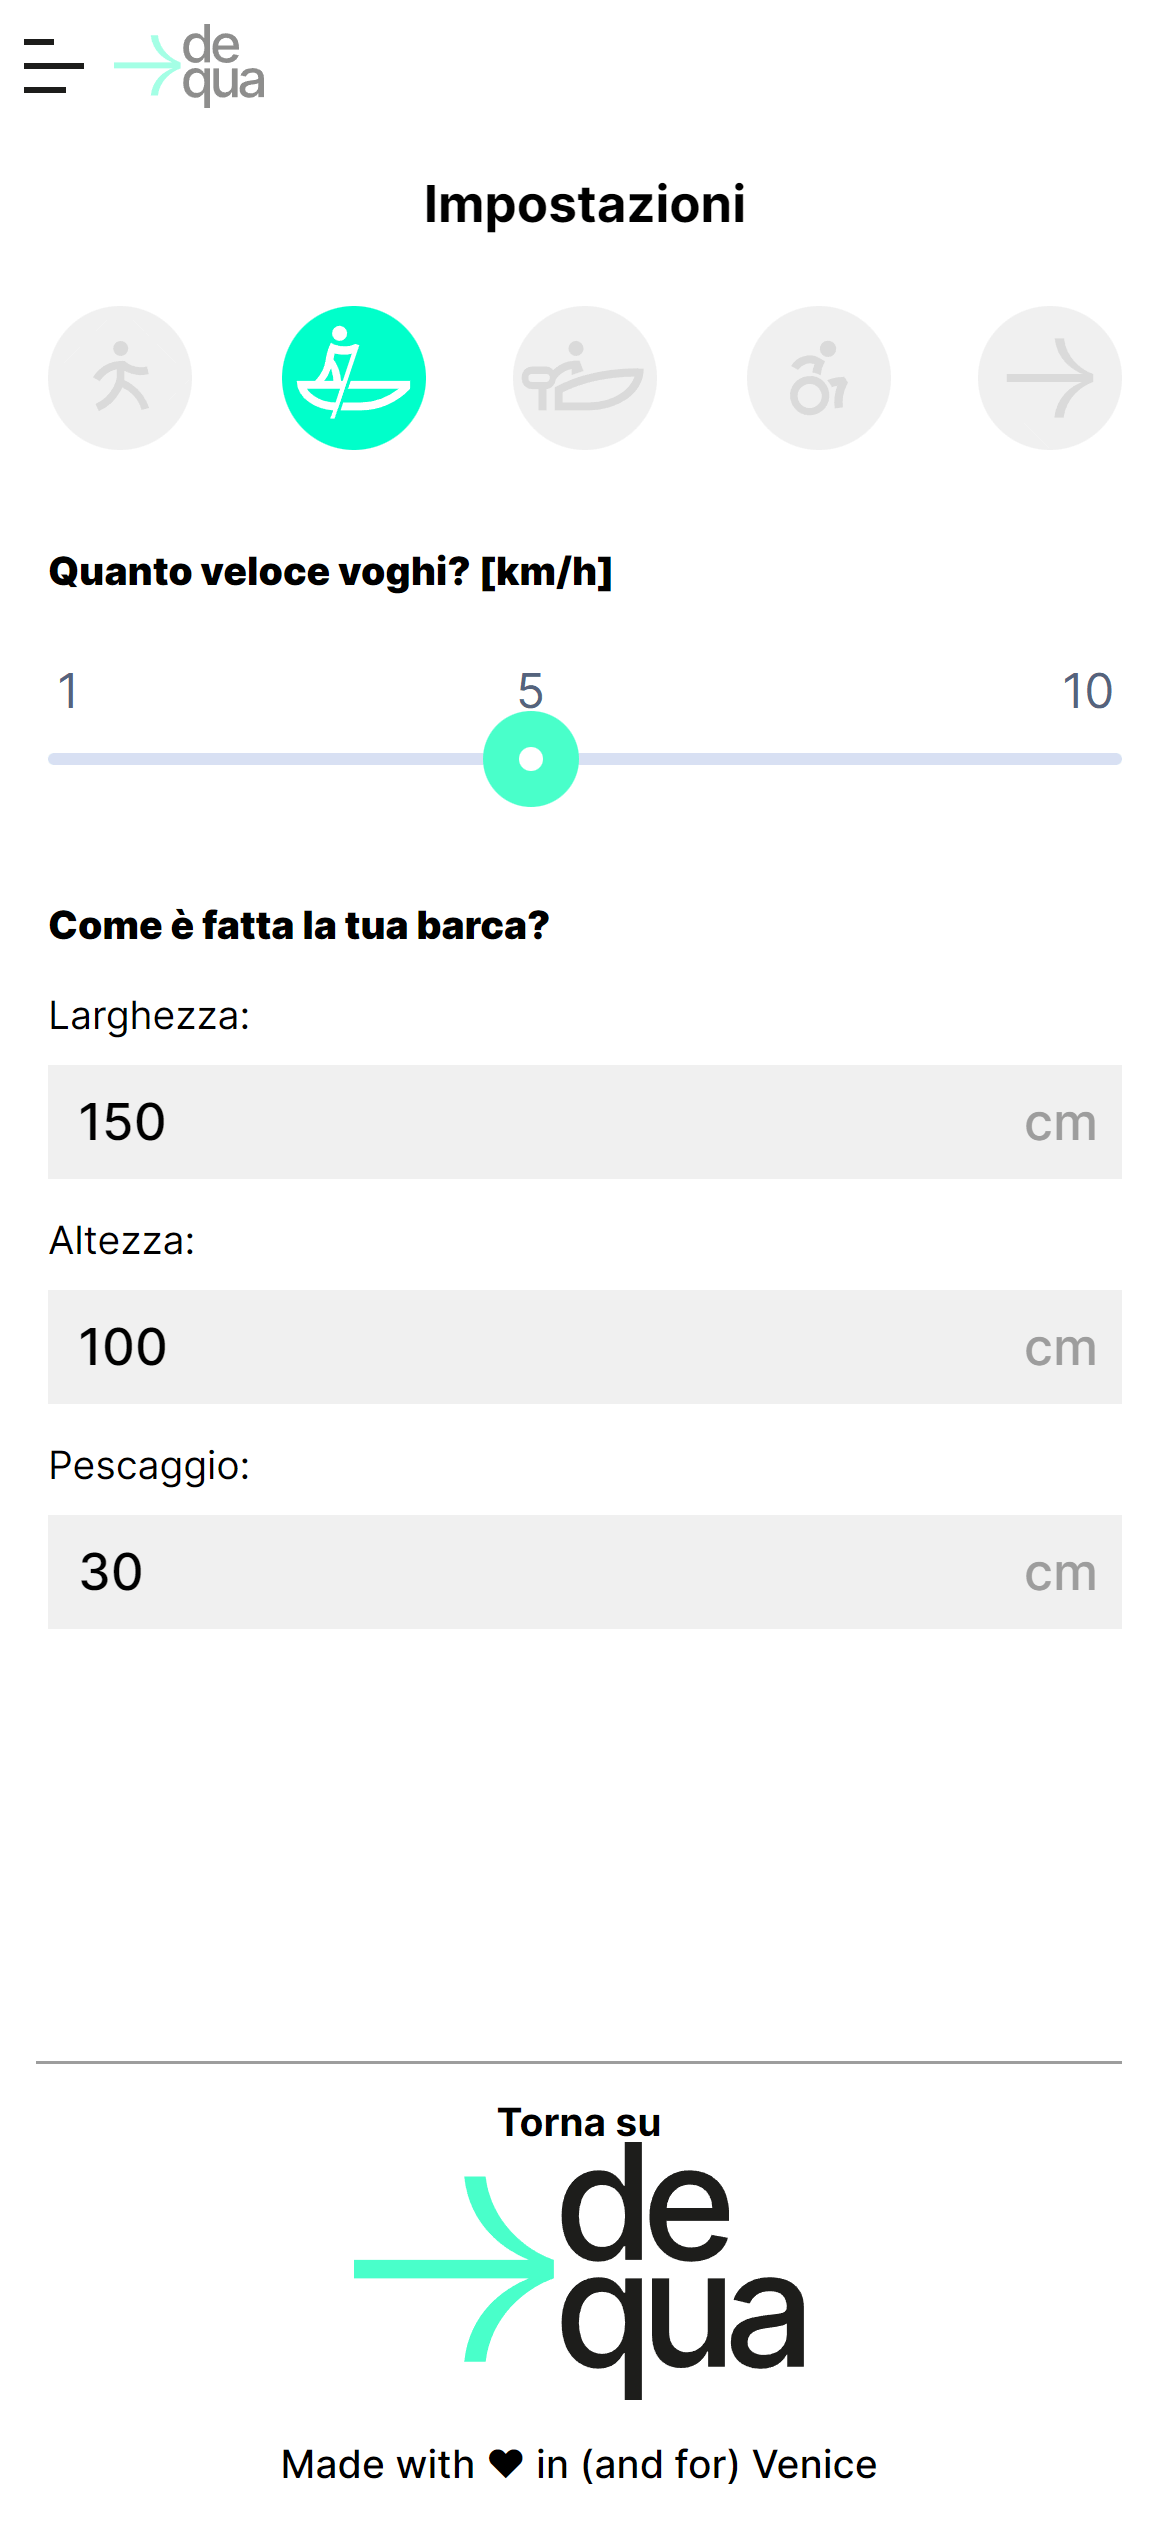 de
qua
Impostazioni
Quanto veloce voghi? [km/h]
1 5 10
Come è fatta la tua barca?
Larghezza:
150 cm
Altezza:
100 cm
Pescaggio:
30 cm
Torna su
de
qua
Made with ♥ in (and for) Venice